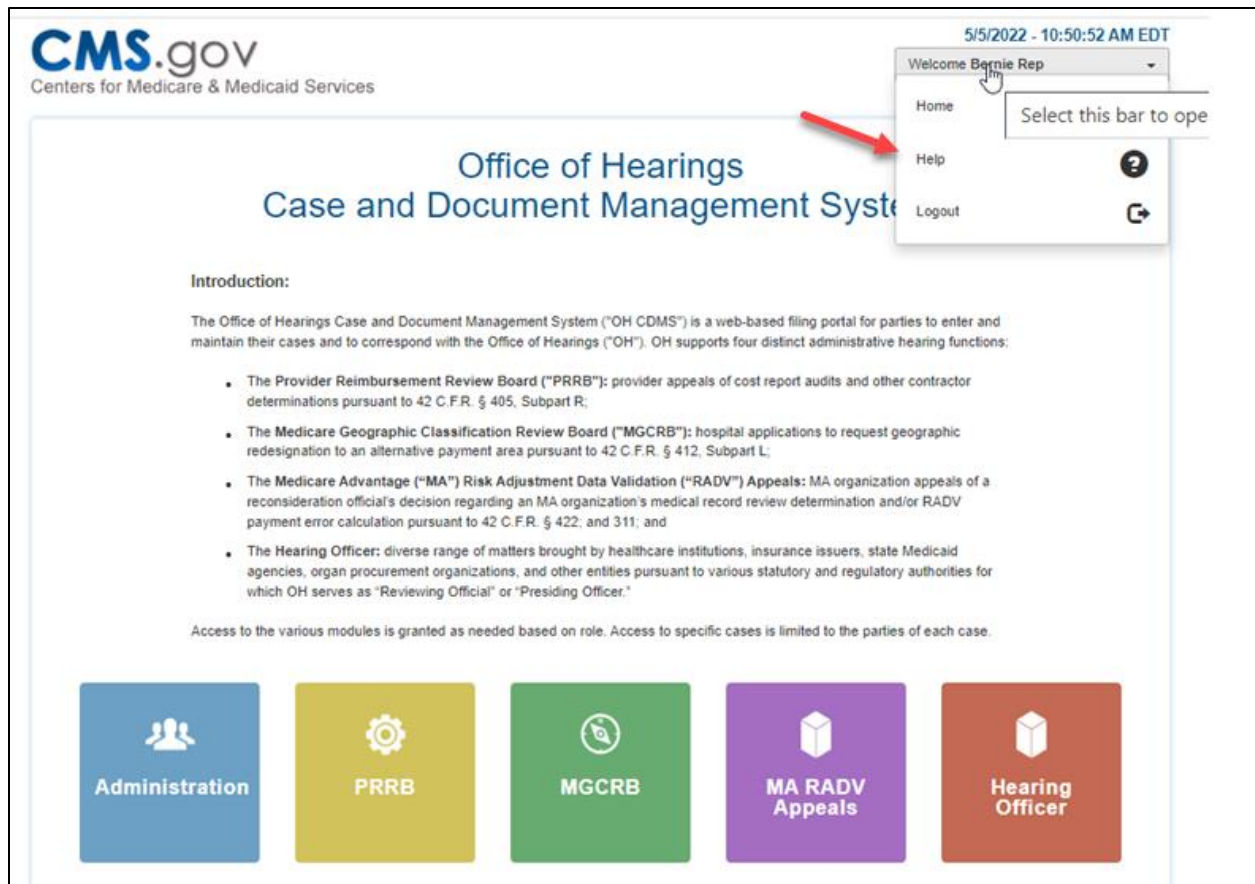 CMS.gov
Centers for Medicare & Medicaid Services
5/5/2022 - 10:50:52 AM EDT
Welcome Bernie Rep
Home
Select this bar to ope
Help
Logout
Office of Hearings
Case and Document Management Syste
Introduction:
The Office of Hearings Case and Document Management System ("OH CDMS") is a web-based filing portal for parties to enter and
maintain their cases and to correspond with the Office of Hearings ("OH"). OH supports four distinct administrative hearing functions:
• The Provider Reimbursement Review Board ("PRRB"): provider appeals of cost report audits and other contractor
determinations pursuant to 42 C.F.R. § 405, Subpart R;
• The Medicare Geographic Classification Review Board ("MGCRB"): hospital applications to request geographic
redesignation to an alternative payment area pursuant to 42 C.F.R. § 412, Subpart L;
• The Medicare Advantage (“MA”) Risk Adjustment Data Validation (“RADV”) Appeals: MA organization appeals of a
reconsideration official's decision regarding an MA organization's medical record review determination and/or RADV
payment error calculation pursuant to 42 C.F.R. § 422; and 311; and
• The Hearing Officer: diverse range of matters brought by healthcare institutions, insurance issuers, state Medicaid
agencies, organ procurement organizations, and other entities pursuant to various statutory and regulatory authorities for
which OH serves as “Reviewing Official” or “Presiding Officer.”
Access to the various modules is granted as needed based on role. Access to specific cases is limited to the parties of each case.
Administration
PRRB
MGCRB
MA RADV
Appeals
Hearing
Officer